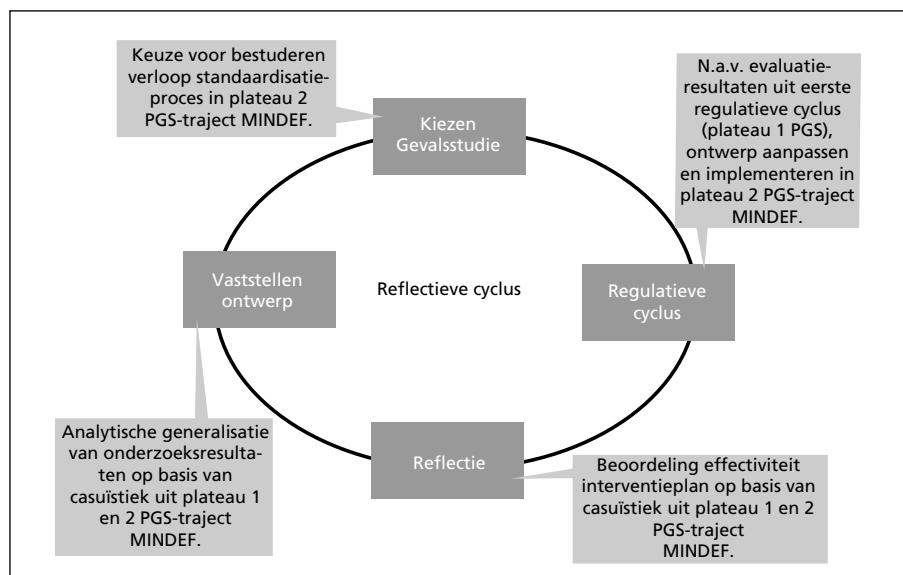 Keuze voor bestuderen
verloop standaardisatie-
proces in plateau 2
PGS-traject MINDEF.
N.a.v. evaluatie-
resultaten uit eerste
regulatieve cyclus
(plateau 1 PGS),
ontwerp aanpassen
en implementeren in
plateau 2 PGS-traject
MINDEF.
Kiezen
Gevalsstudie
Vaststellen
ontwerp
Reflectieve cyclus
Regulatieve
cyclus
Analytische generalisatie
van onderzoeksresulta-
ten op basis van
casuïstiek uit plateau 1
en 2 PGS-traject
MINDEF.
Reflectie
Beoordeling effectiviteit
interventieplan op basis van
casuïstiek uit plateau 1 en 2
PGS-traject
MINDEF.